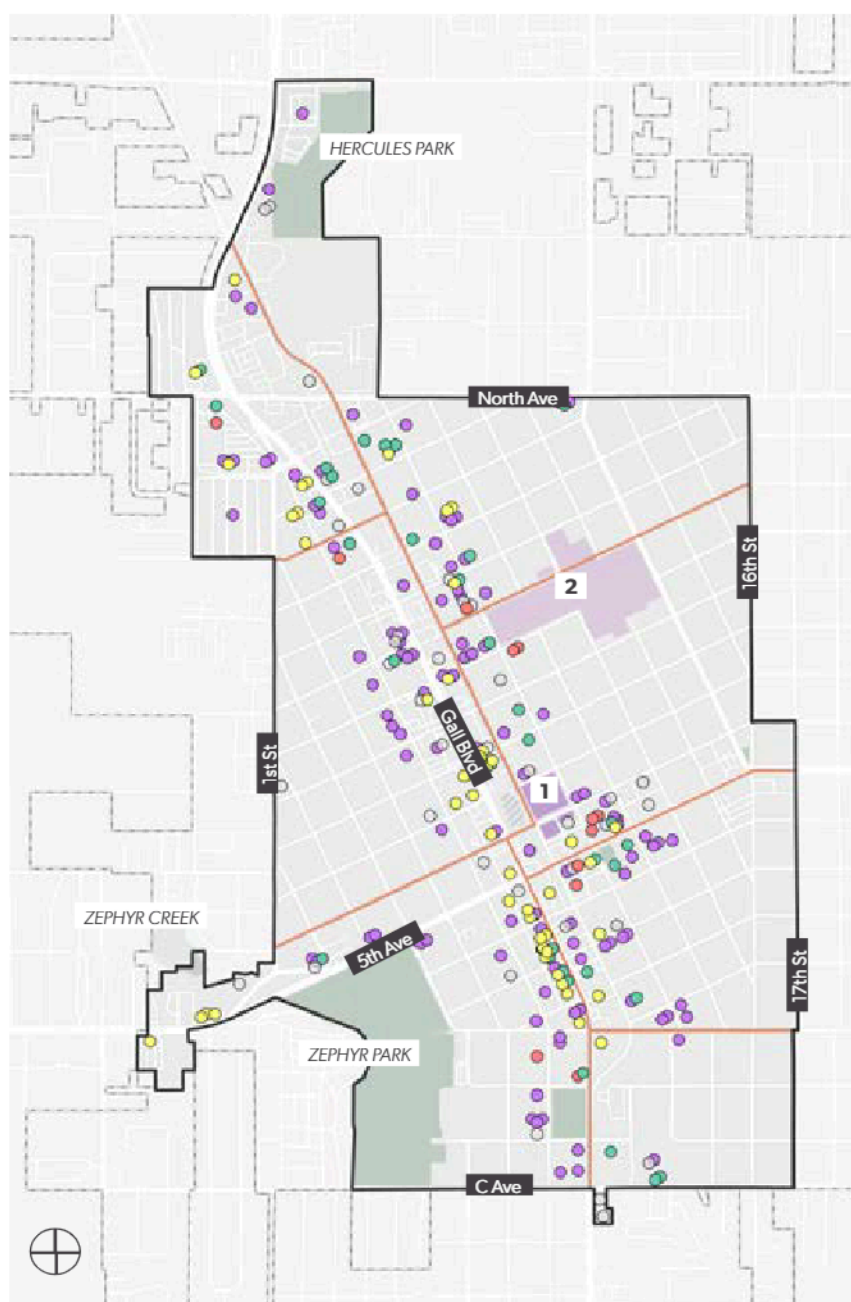 HERCULES PARK
North Ave
16th St
2
Gall Blvd
1st St
1
ZEPHYR CREEK
5th Ave
17th St
ZEPHYR PARK
C Ave